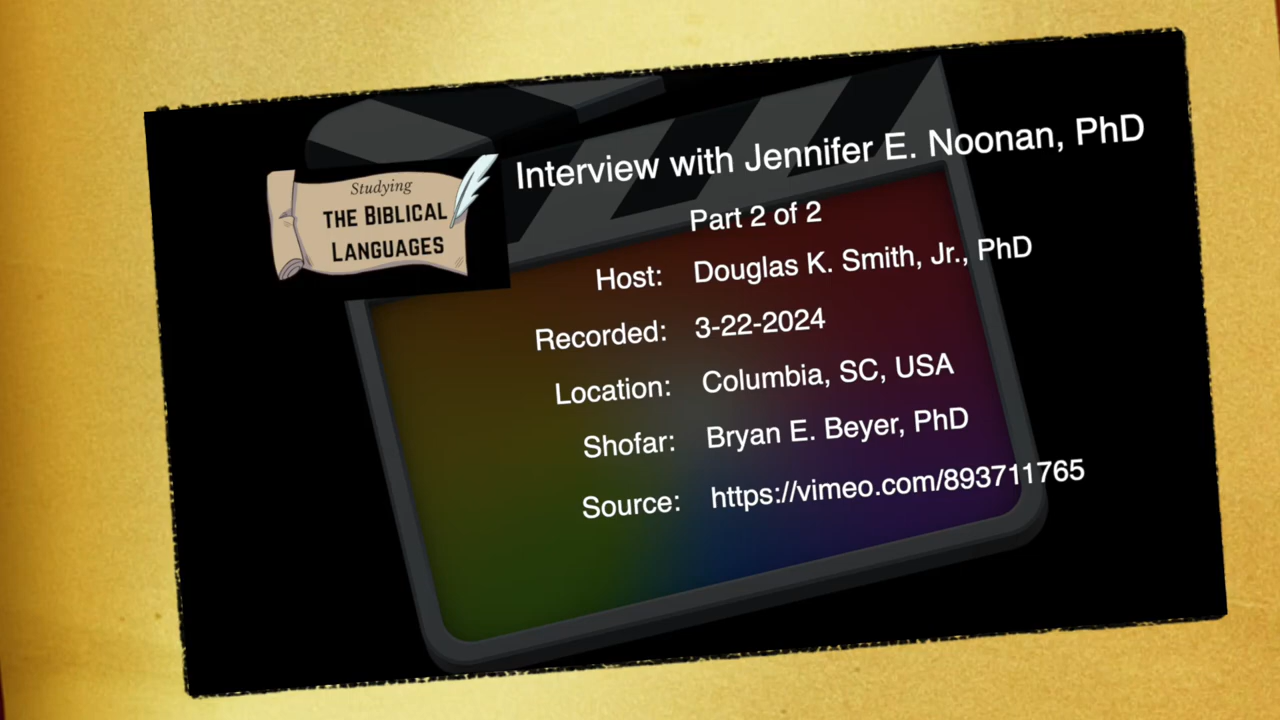 Studying
THE BIBLICAL
LANGUAGES
Interview with Jennifer E. Noonan, PhD
Part 2 of 2
Host: Douglas K. Smith, Jr., PhD
Recorded: 3-22-2024
Location: Columbia, SC, USA
Shofar: Bryan E. Beyer, PhD
Source: https://vimeo.com/893711765